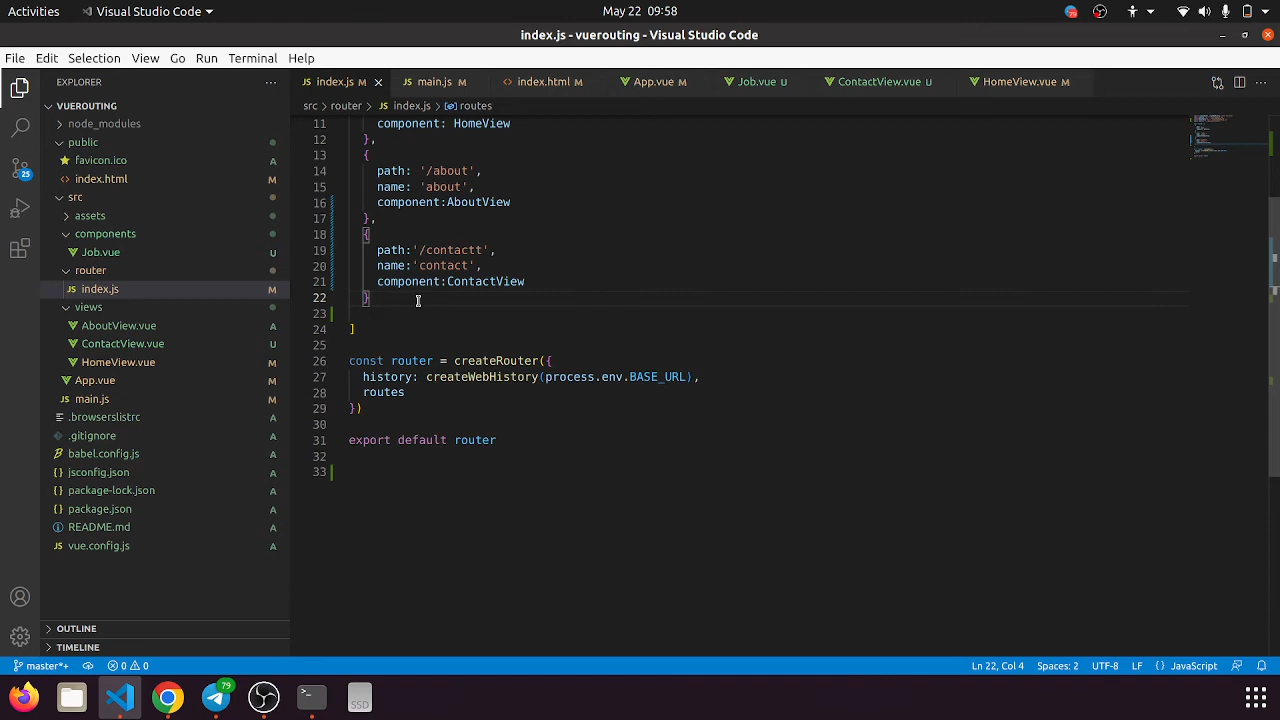 Activities
Visual Studio Code
May 22 09:58
index.js - vuerouting - Visual Studio Code
File Edit Selection View Go Run Terminal Help
EXPLORER
index.js M
main.js M
index.html M
App.vue M
Job.vue U
ContactView.vue U
HomeView.vue M
VUEROUTING
src > router > index.js > routes
node_modules
public
favicon.ico A
index.html M
src
assets
components
Job.vue U
router
index.js M
views
AboutView.vue A
ContactView.vue U
HomeView.vue M
App.vue M
main.js M
.browserslistrc A
.gitignore A
babel.config.js A
jsconfig.json A
package-lock.json A
package.json A
README.md A
vue.config.js A
OUTLINE
TIMELINE
25
11 component: HomeView
12 },
13 {
14 path: '/about',
15 name: 'about',
16 component:AboutView
17 },
18 {
19 path:'/contactt',
20 name:'contact',
21 component:ContactView
22 }
23
24 ]
25
26 const router = createRouter({
27 history: createWebHistory(process.env.BASE_URL),
28 routes
29 })
30
31 export default router
32
33
master*+
0 0
Ln 22, Col 4
Spaces: 2
UTF-8
LF
{} JavaScript
79
SSD